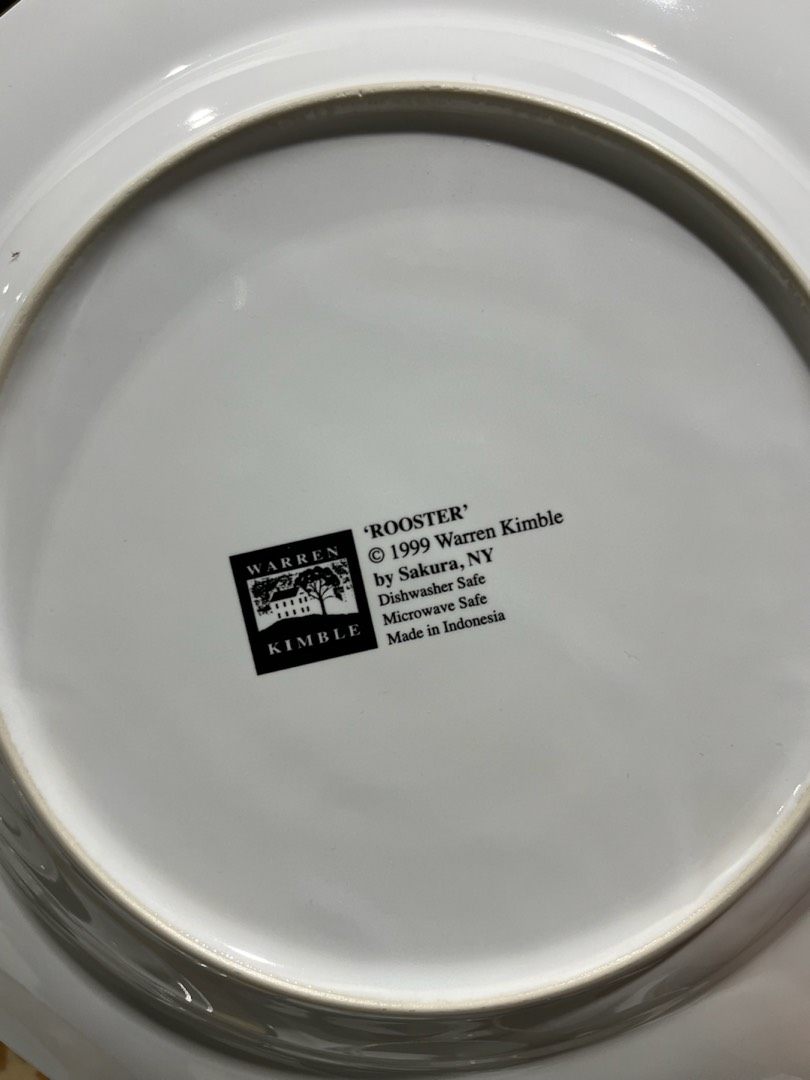 WARREN
KIMBLE
'ROOSTER'
© 1999 Warren Kimble
by Sakura, NY
Dishwasher Safe
Microwave Safe
Made in Indonesia